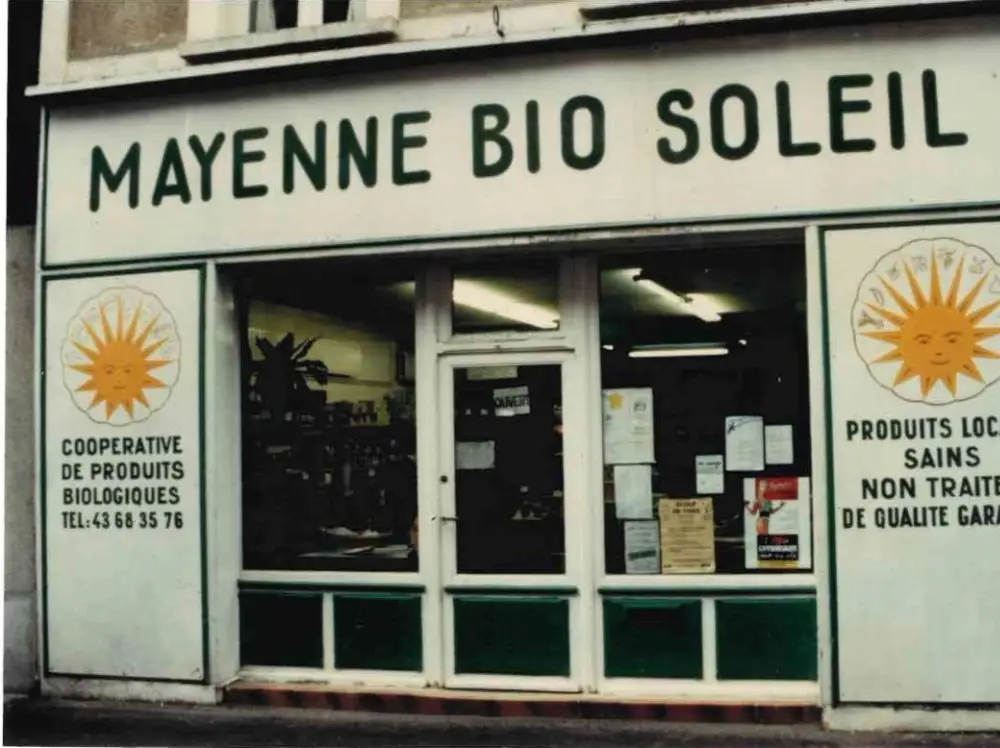 MAYENNE BIO SOLEIL
COOPERATIVE
DE PRODUITS
BIOLOGIQUES
TEL: 43 68 35 76
OUVERT
PRODUITS LOC
SAINS
NON TRAITE
DE QUALITE GARA